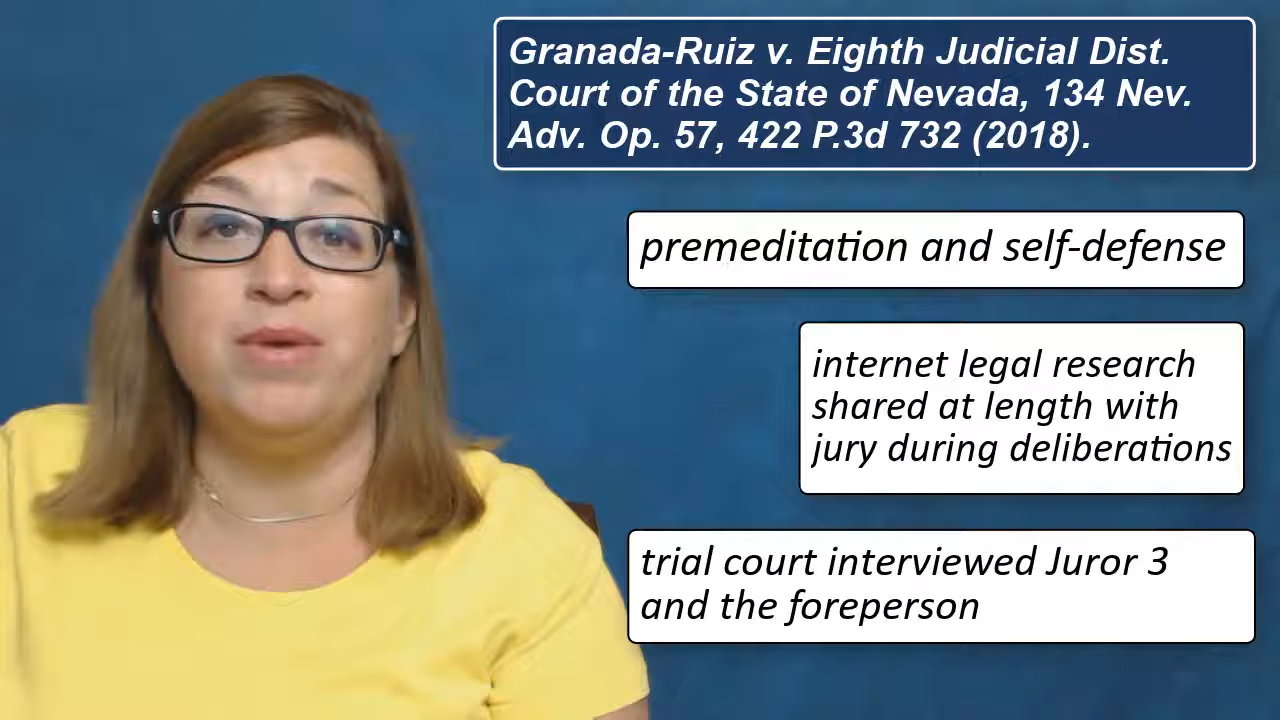 Granada-Ruiz v. Eighth Judicial Dist.
Court of the State of Nevada, 134 Nev.
Adv. Op. 57, 422 P.3d 732 (2018).
premeditation and self-defense
internet legal research
shared at length with
jury during deliberations
trial court interviewed Juror 3
and the foreperson